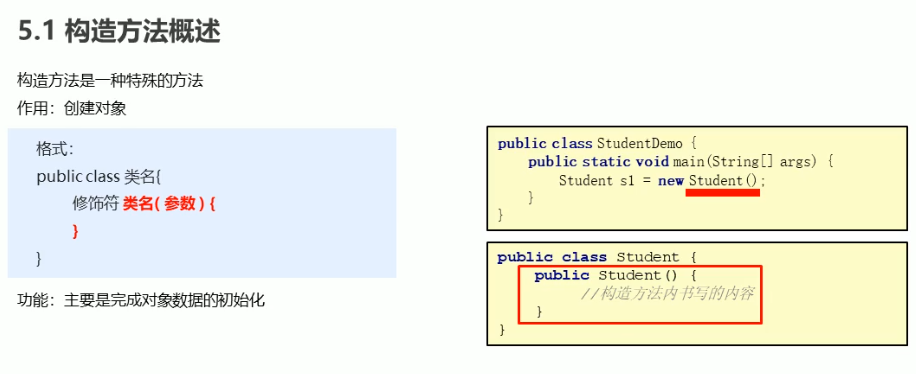 5.1 构造方法概述
构造方法是一种特殊的方法
作用：创建对象
格式：
public class 类名{
修饰符 类名( 参数 ) {
}
}
功能：主要是完成对象数据的初始化
public class StudentDemo {
public static void main(String[] args) {
Student s1 = new Student();
}
}
public class Student {
public Student() {
//构造方法内书写的内容
}
}